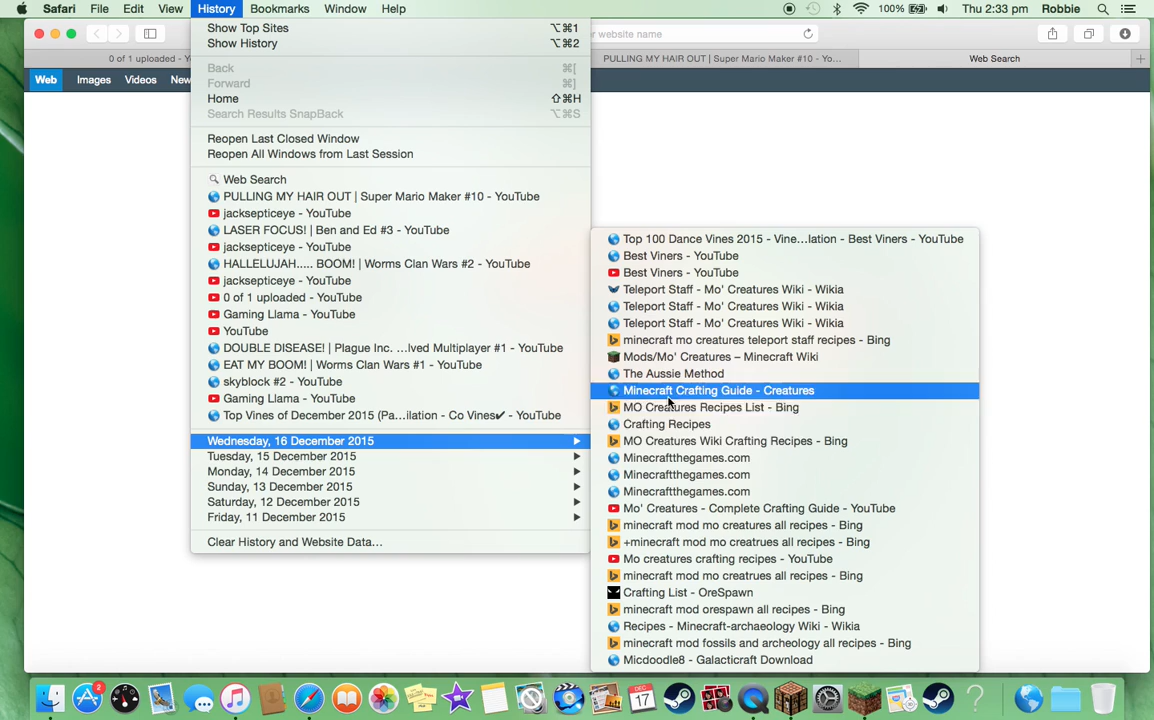 Safari File Edit View History Bookmarks Window Help 100% Thu 2:33 pm Robbie
or website name
0 of 1 uploaded - Y
PULLING MY HAIR OUT | Super Mario Maker #10 - Yo...
Web Search
Web Images Videos New
Show Top Sites ⌥⌘1
Show History ⌥⌘2
Back ⌘[
Forward ⌘]
Home ⇧⌘H
Search Results SnapBack ⌥⌘S
Reopen Last Closed Window
Reopen All Windows from Last Session
Web Search
PULLING MY HAIR OUT | Super Mario Maker #10 - YouTube
jacksepticeye - YouTube
LASER FOCUS! | Ben and Ed #3 - YouTube
jacksepticeye - YouTube
HALLELUJAH..... BOOM! | Worms Clan Wars #2 - YouTube
jacksepticeye - YouTube
0 of 1 uploaded - YouTube
Gaming Llama - YouTube
YouTube
DOUBLE DISEASE! | Plague Inc. ...lved Multiplayer #1 - YouTube
EAT MY BOOM! | Worms Clan Wars #1 - YouTube
skyblock #2 - YouTube
Gaming Llama - YouTube
Top Vines of December 2015 (Pa...ilation - Co Vines✔ - YouTube
Wednesday, 16 December 2015
Tuesday, 15 December 2015
Monday, 14 December 2015
Sunday, 13 December 2015
Saturday, 12 December 2015
Friday, 11 December 2015
Clear History and Website Data...
Top 100 Dance Vines 2015 - Vine...lation - Best Viners - YouTube
Best Viners - YouTube
Best Viners - YouTube
Teleport Staff - Mo' Creatures Wiki - Wikia
Teleport Staff - Mo' Creatures Wiki - Wikia
Teleport Staff - Mo' Creatures Wiki - Wikia
minecraft mo creatures teleport staff recipes - Bing
Mods/Mo' Creatures – Minecraft Wiki
The Aussie Method
Minecraft Crafting Guide - Creatures
MO Creatures Recipes List - Bing
Crafting Recipes
MO Creatures Wiki Crafting Recipes - Bing
Minecraftthegames.com
Minecraftthegames.com
Minecraftthegames.com
Mo' Creatures - Complete Crafting Guide - YouTube
minecraft mod mo creatures all recipes - Bing
+minecraft mod mo creatrues all recipes - Bing
Mo creatures crafting recipes - YouTube
minecraft mod mo creatrues all recipes - Bing
Crafting List - OreSpawn
minecraft mod orespawn all recipes - Bing
Recipes - Minecraft-archaeology Wiki - Wikia
minecraft mod fossils and archeology all recipes - Bing
Micdoodle8 - Galacticraft Download
2
DEC
17